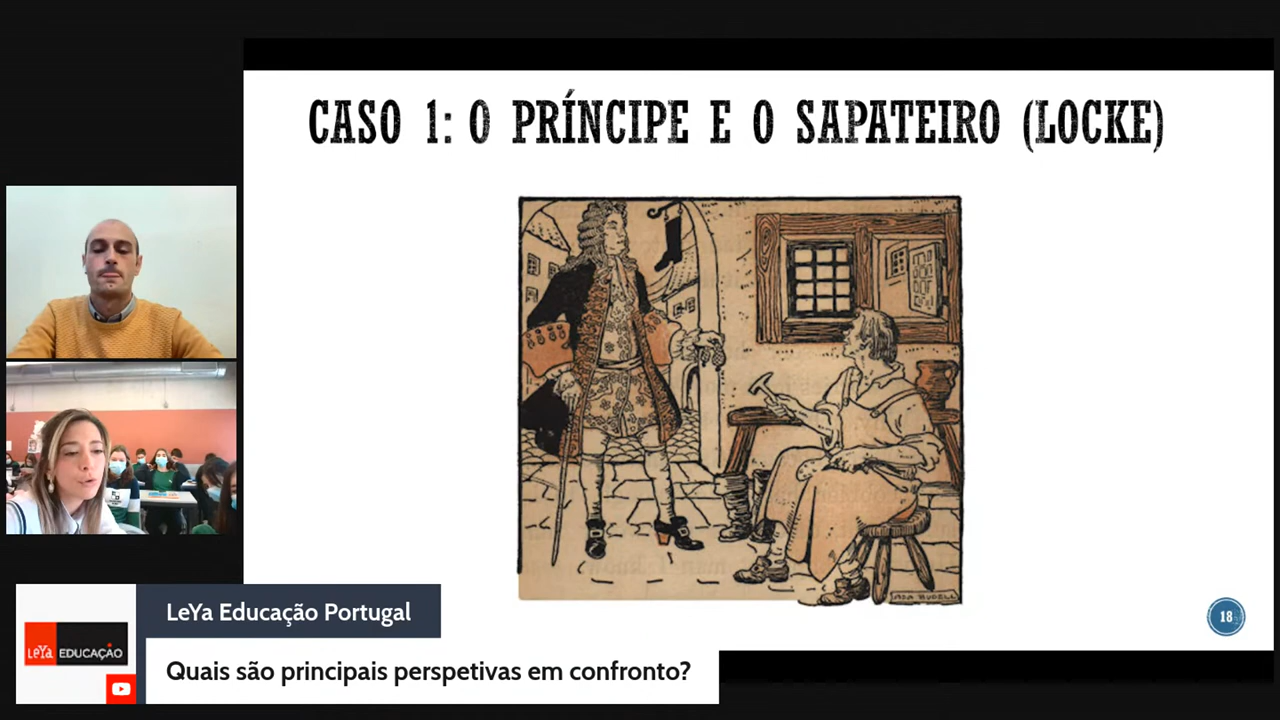 CASO 1: O PRÍNCIPE E O SAPATEIRO (LOCKE)
18
LeYa EDUCAÇÃO
LeYa Educação Portugal
Quais são principais perspetivas em confronto?